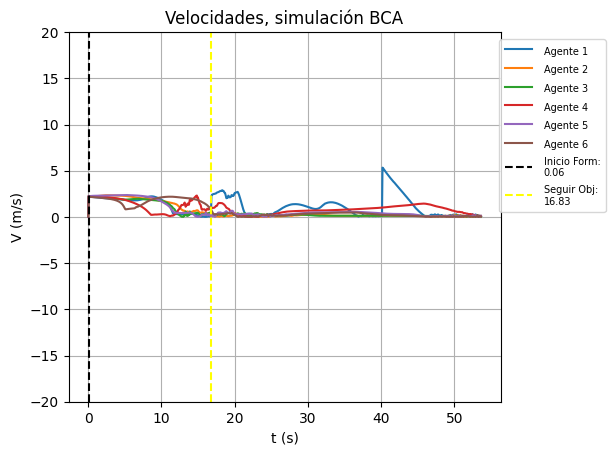 Velocidades, simulación BCA
V (m/s)
20
15
10
5
0
−5
−10
−15
−20
0
10
20
30
40
50
t (s)
Agente 1
Agente 2
Agente 3
Agente 4
Agente 5
Agente 6
Inicio Form:
0.06
Seguir Obj:
16.83